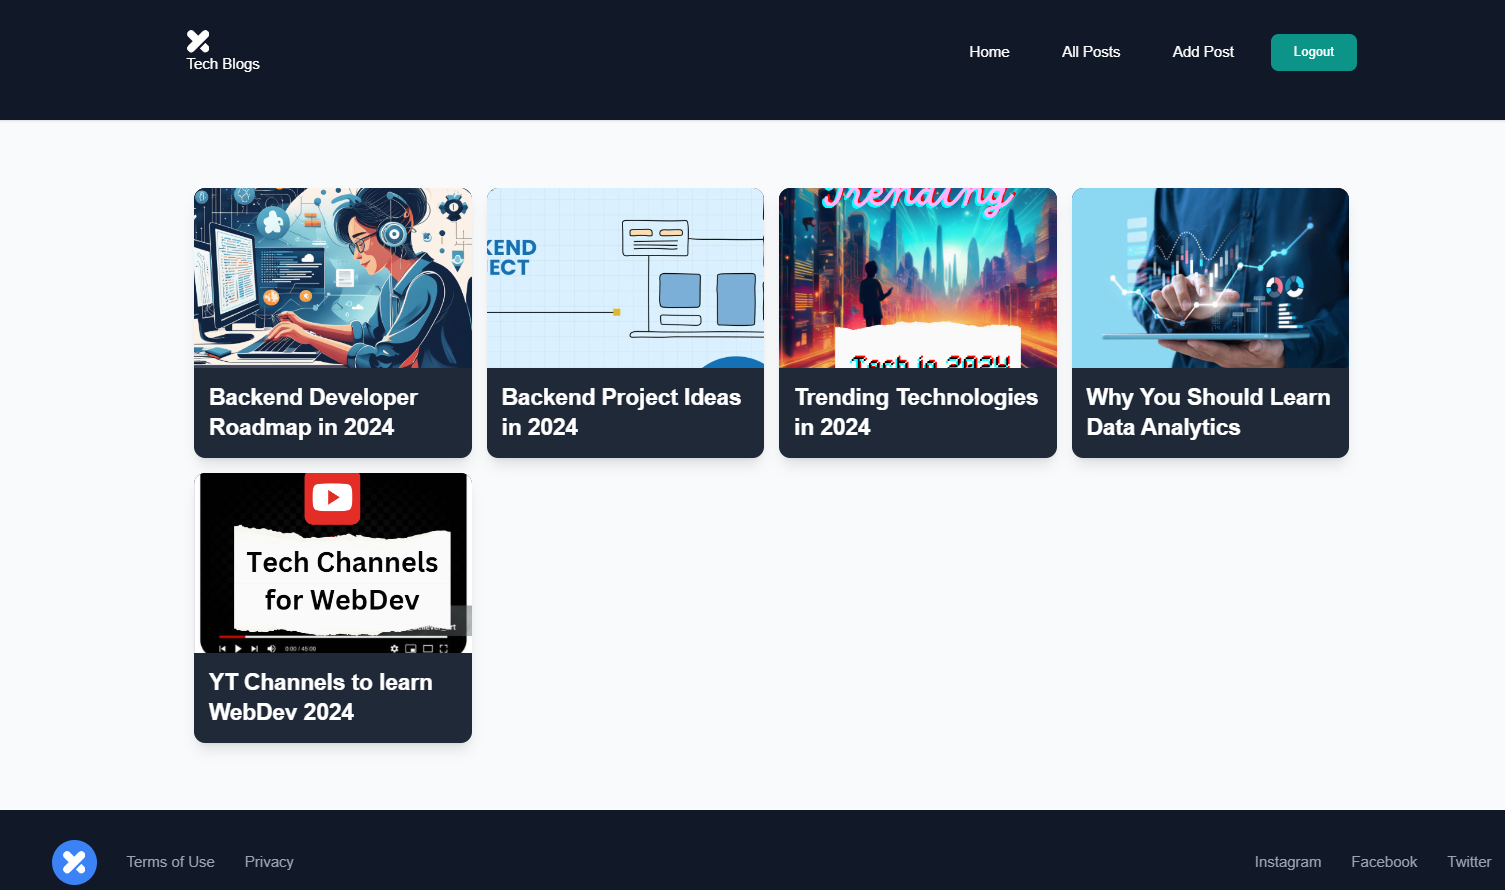 Tech Blogs
Home
All Posts
Add Post
Logout
KEND
JECT
Trending
Tech in 2024
Backend Developer
Roadmap in 2024
Backend Project Ideas
in 2024
Trending Technologies
in 2024
Why You Should Learn
Data Analytics
Tech Channels
for WebDev
0:00 / 45:00
YT Channels to learn
WebDev 2024
Terms of Use
Privacy
Instagram
Facebook
Twitter